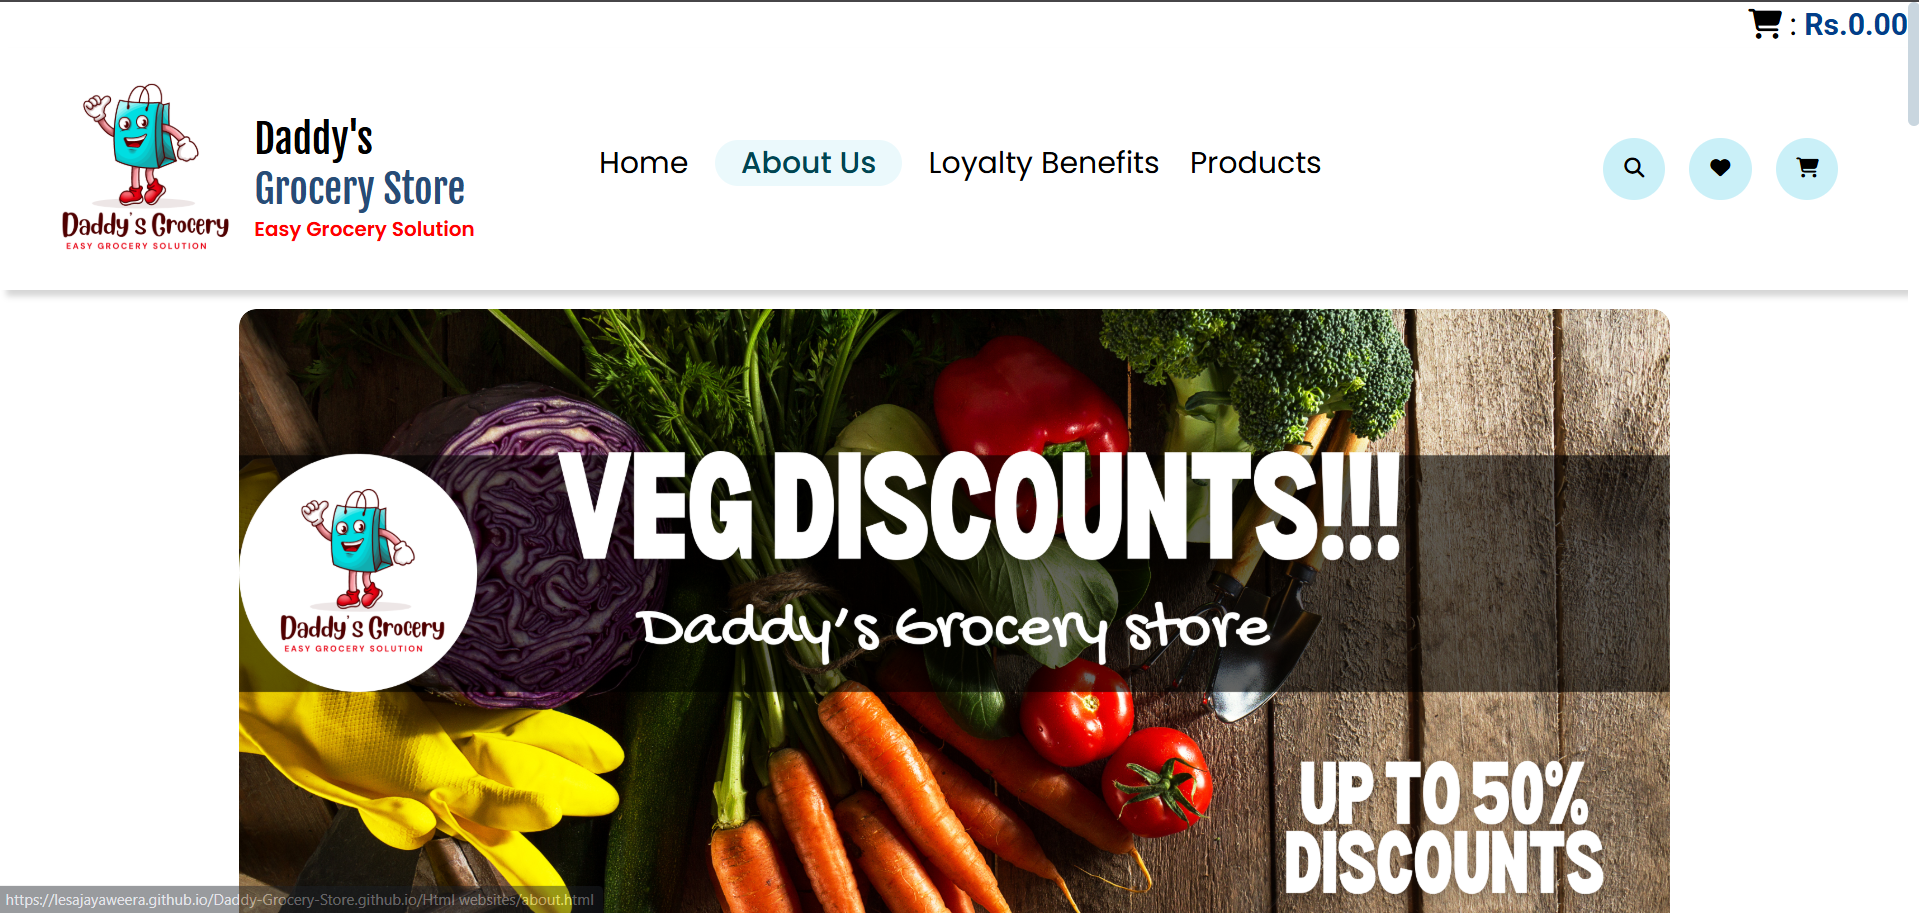 : Rs.0.00
Daddy's
Grocery Store
Easy Grocery Solution
Daddy's Grocery
EASY GROCERY SOLUTION
Home
About Us
Loyalty Benefits
Products
VEG DISCOUNTS!!!
Daddy's Grocery store
Daddy's Grocery
EASY GROCERY SOLUTION
UP TO 50%
DISCOUNTS
https://lesajayaweera.github.io/Daddy-Grocery-Store.github.io/Html websites/about.html